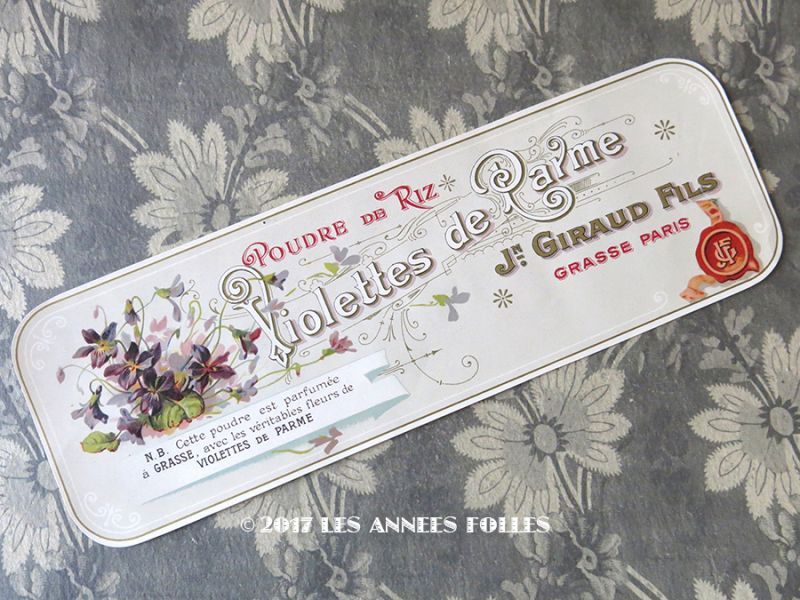 POUDRE DE RIZ
Violettes de Parme
Jn GIRAUD FILS
GRASSE PARIS
N.B. Cette poudre est parfumée
à GRASSE, avec les véritables fleurs de
VIOLETTES DE PARME
© 2017 LES ANNEES FOLLES